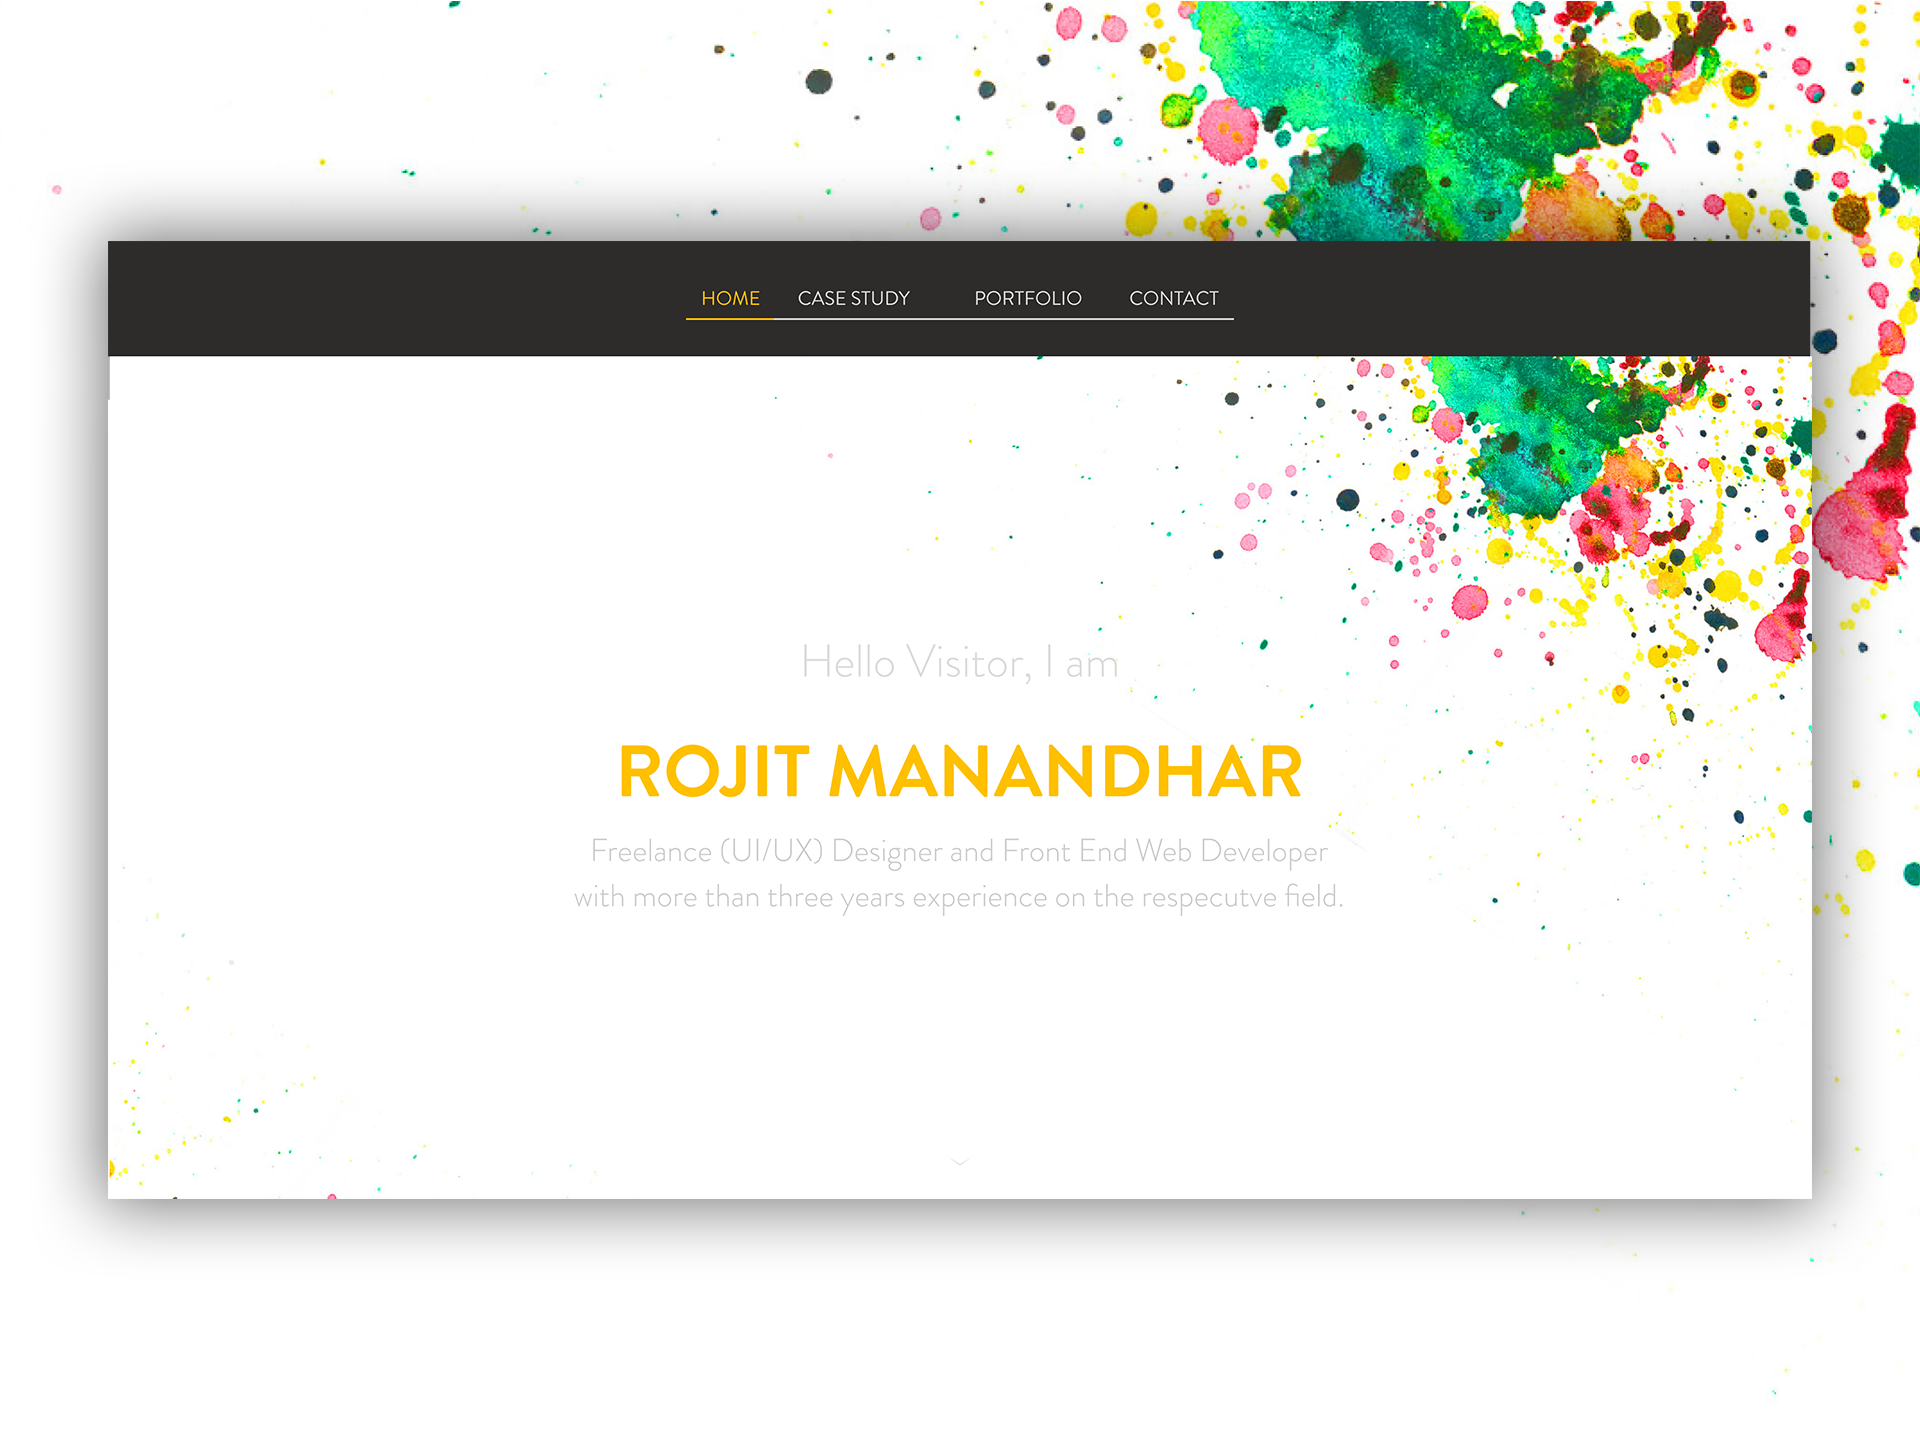 HOME CASE STUDY PORTFOLIO CONTACT
Hello Visitor, I am
ROJIT MANANDHAR
Freelance (UI/UX) Designer and Front End Web Developer
with more than three years experience on the respecutve field.